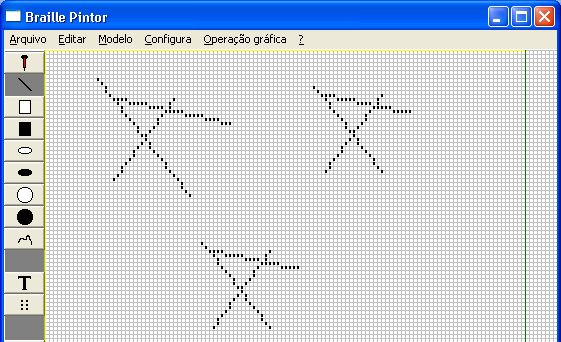 Braille Pintor
Arquivo Editar Modelo Configura Operação gráfica ?
T